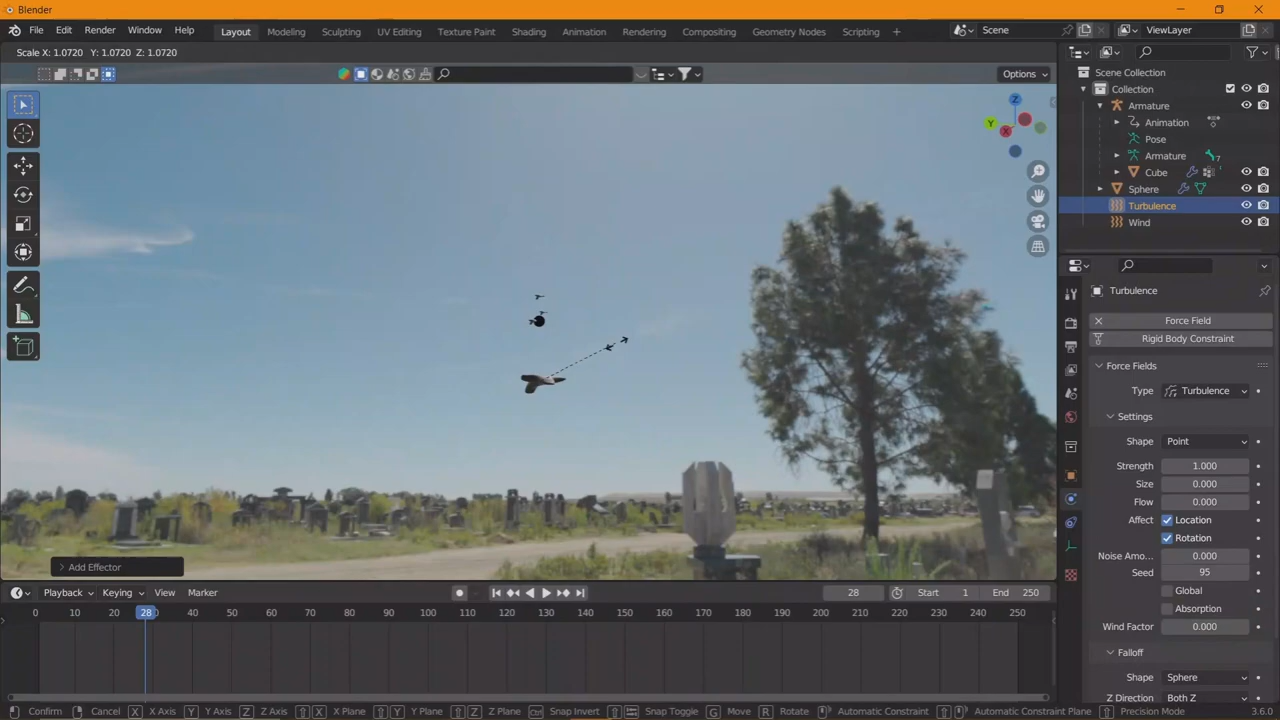 Blender
File Edit Render Window Help Layout Modeling Sculpting UV Editing Texture Paint Shading Animation Rendering Compositing Geometry Nodes Scripting + Scene ViewLayer
Scale X: 1.0720 Y: 1.0720 Z: 1.0720
Options
Scene Collection
Collection
Armature
Animation
Pose
Armature 7
Cube
Sphere
Turbulence
Wind
Z
Y
X
Turbulence
Force Field
Rigid Body Constraint
Force Fields
Type Turbulence
Settings
Shape Point
Strength 1.000
Size 0.000
Flow 0.000
Affect Location
Rotation
Noise Amo... 0.000
Seed 95
Global
Absorption
Wind Factor 0.000
Falloff
Shape Sphere
Z Direction Both Z
Add Effector
Playback Keying View Marker 28 Start 1 End 250
0 10 20 28 40 50 60 70 80 90 100 110 120 130 140 150 160 170 180 190 200 210 220 230 240 250
Confirm Cancel X X Axis Y Y Axis Z Z Axis X X Plane Y Y Plane Z Z Plane Ctrl Snap Invert Snap Toggle G Move R Rotate Automatic Constraint Automatic Constraint Plane Precision Mode 3.6.0